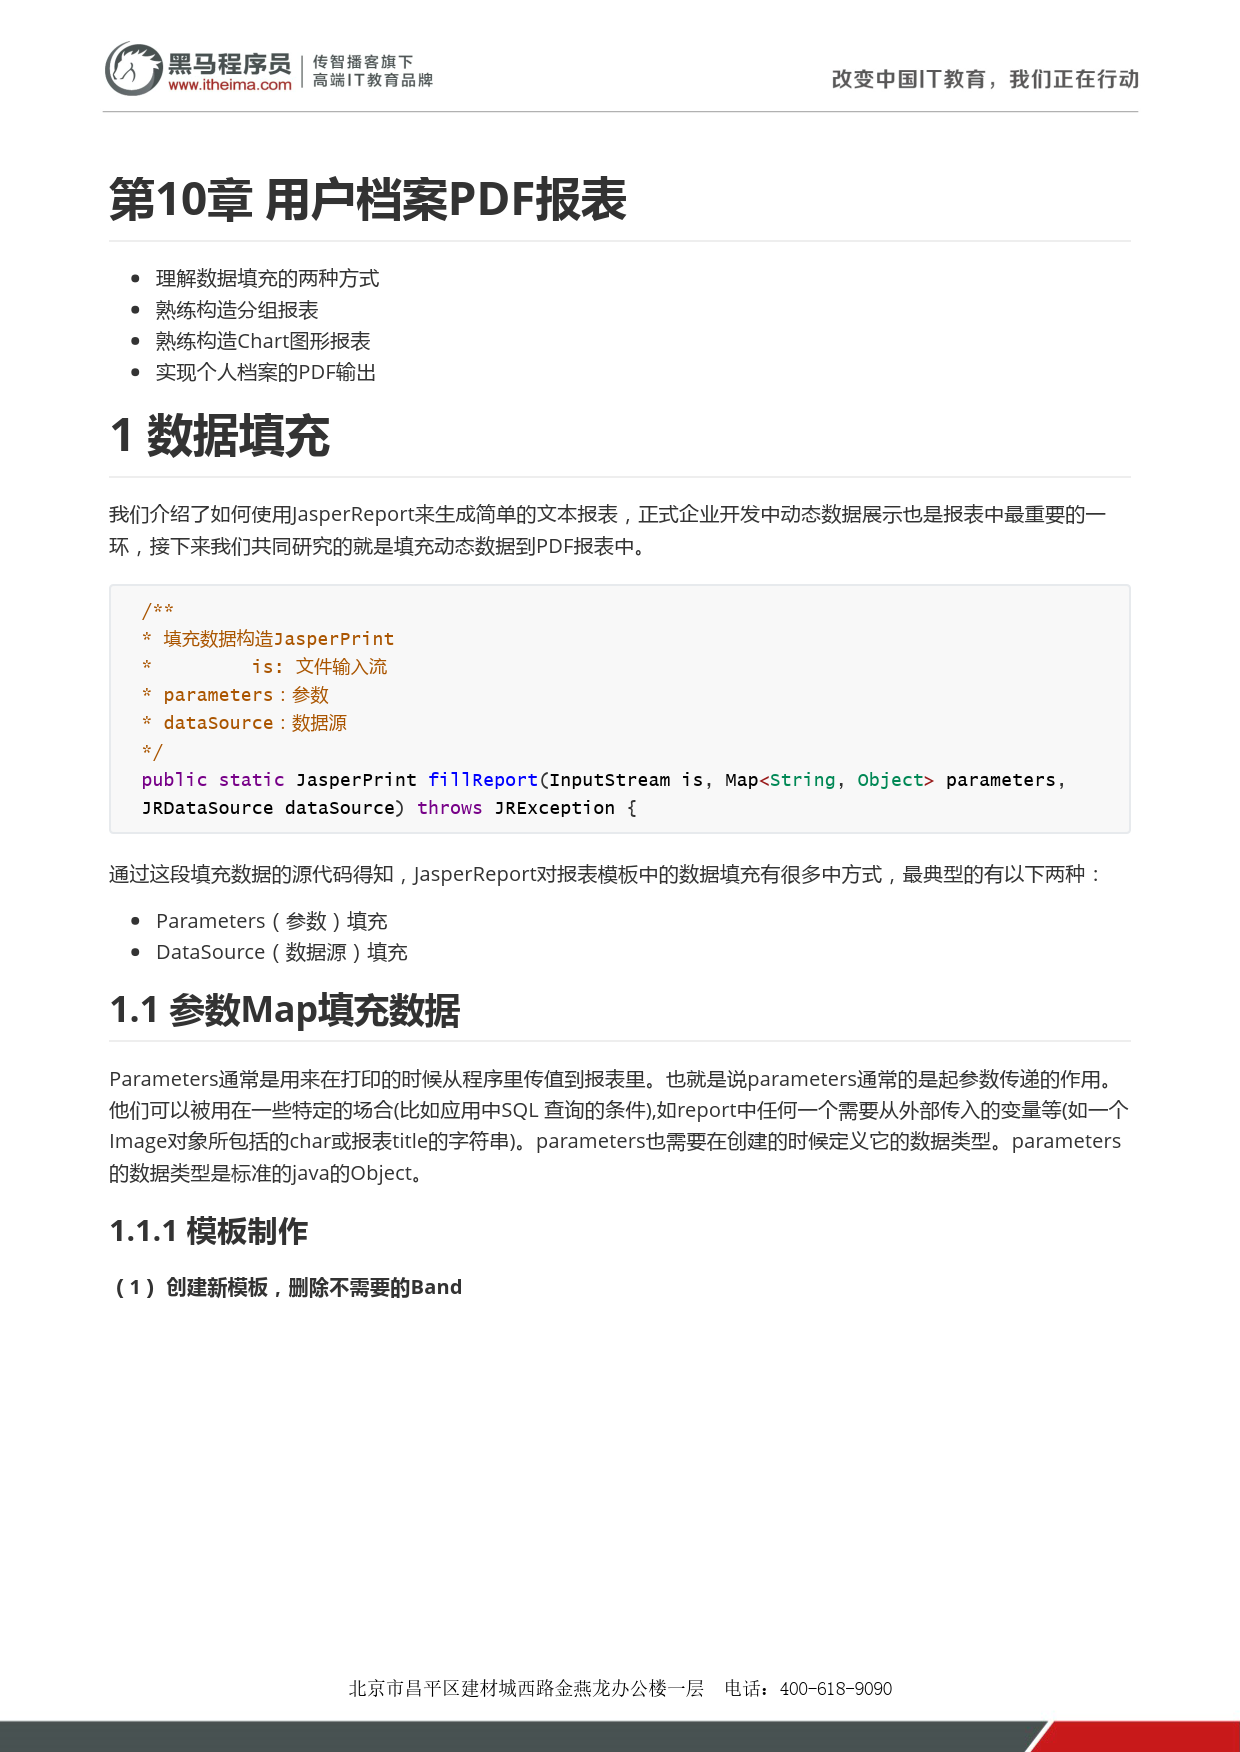 黑马程序员
www.itheima.com
传智播客旗下
高端IT教育品牌
改变中国IT教育，我们正在行动
第10章 用户档案PDF报表
理解数据填充的两种方式
熟练构造分组报表
熟练构造Chart图形报表
实现个人档案的PDF输出
1 数据填充
我们介绍了如何使用JasperReport来生成简单的文本报表，正式企业开发中动态数据展示也是报表中最重要的一
环，接下来我们共同研究的就是填充动态数据到PDF报表中。
/**
* 填充数据构造JasperPrint
*         is: 文件输入流
* parameters：参数
* dataSource：数据源
*/
public static JasperPrint fillReport(InputStream is, Map<String, Object> parameters,
JRDataSource dataSource) throws JRException {
通过这段填充数据的源代码得知，JasperReport对报表模板中的数据填充有很多中方式，最典型的有以下两种：
Parameters（参数）填充
DataSource（数据源）填充
1.1 参数Map填充数据
Parameters通常是用来在打印的时候从程序里传值到报表里。也就是说parameters通常的是起参数传递的作用。
他们可以被用在一些特定的场合(比如应用中SQL 查询的条件),如report中任何一个需要从外部传入的变量等(如一个
Image对象所包括的char或报表title的字符串)。parameters也需要在创建的时候定义它的数据类型。parameters
的数据类型是标准的java的Object。
1.1.1 模板制作
（1） 创建新模板，删除不需要的Band
北京市昌平区建材城西路金燕龙办公楼一层 电话：400-618-9090